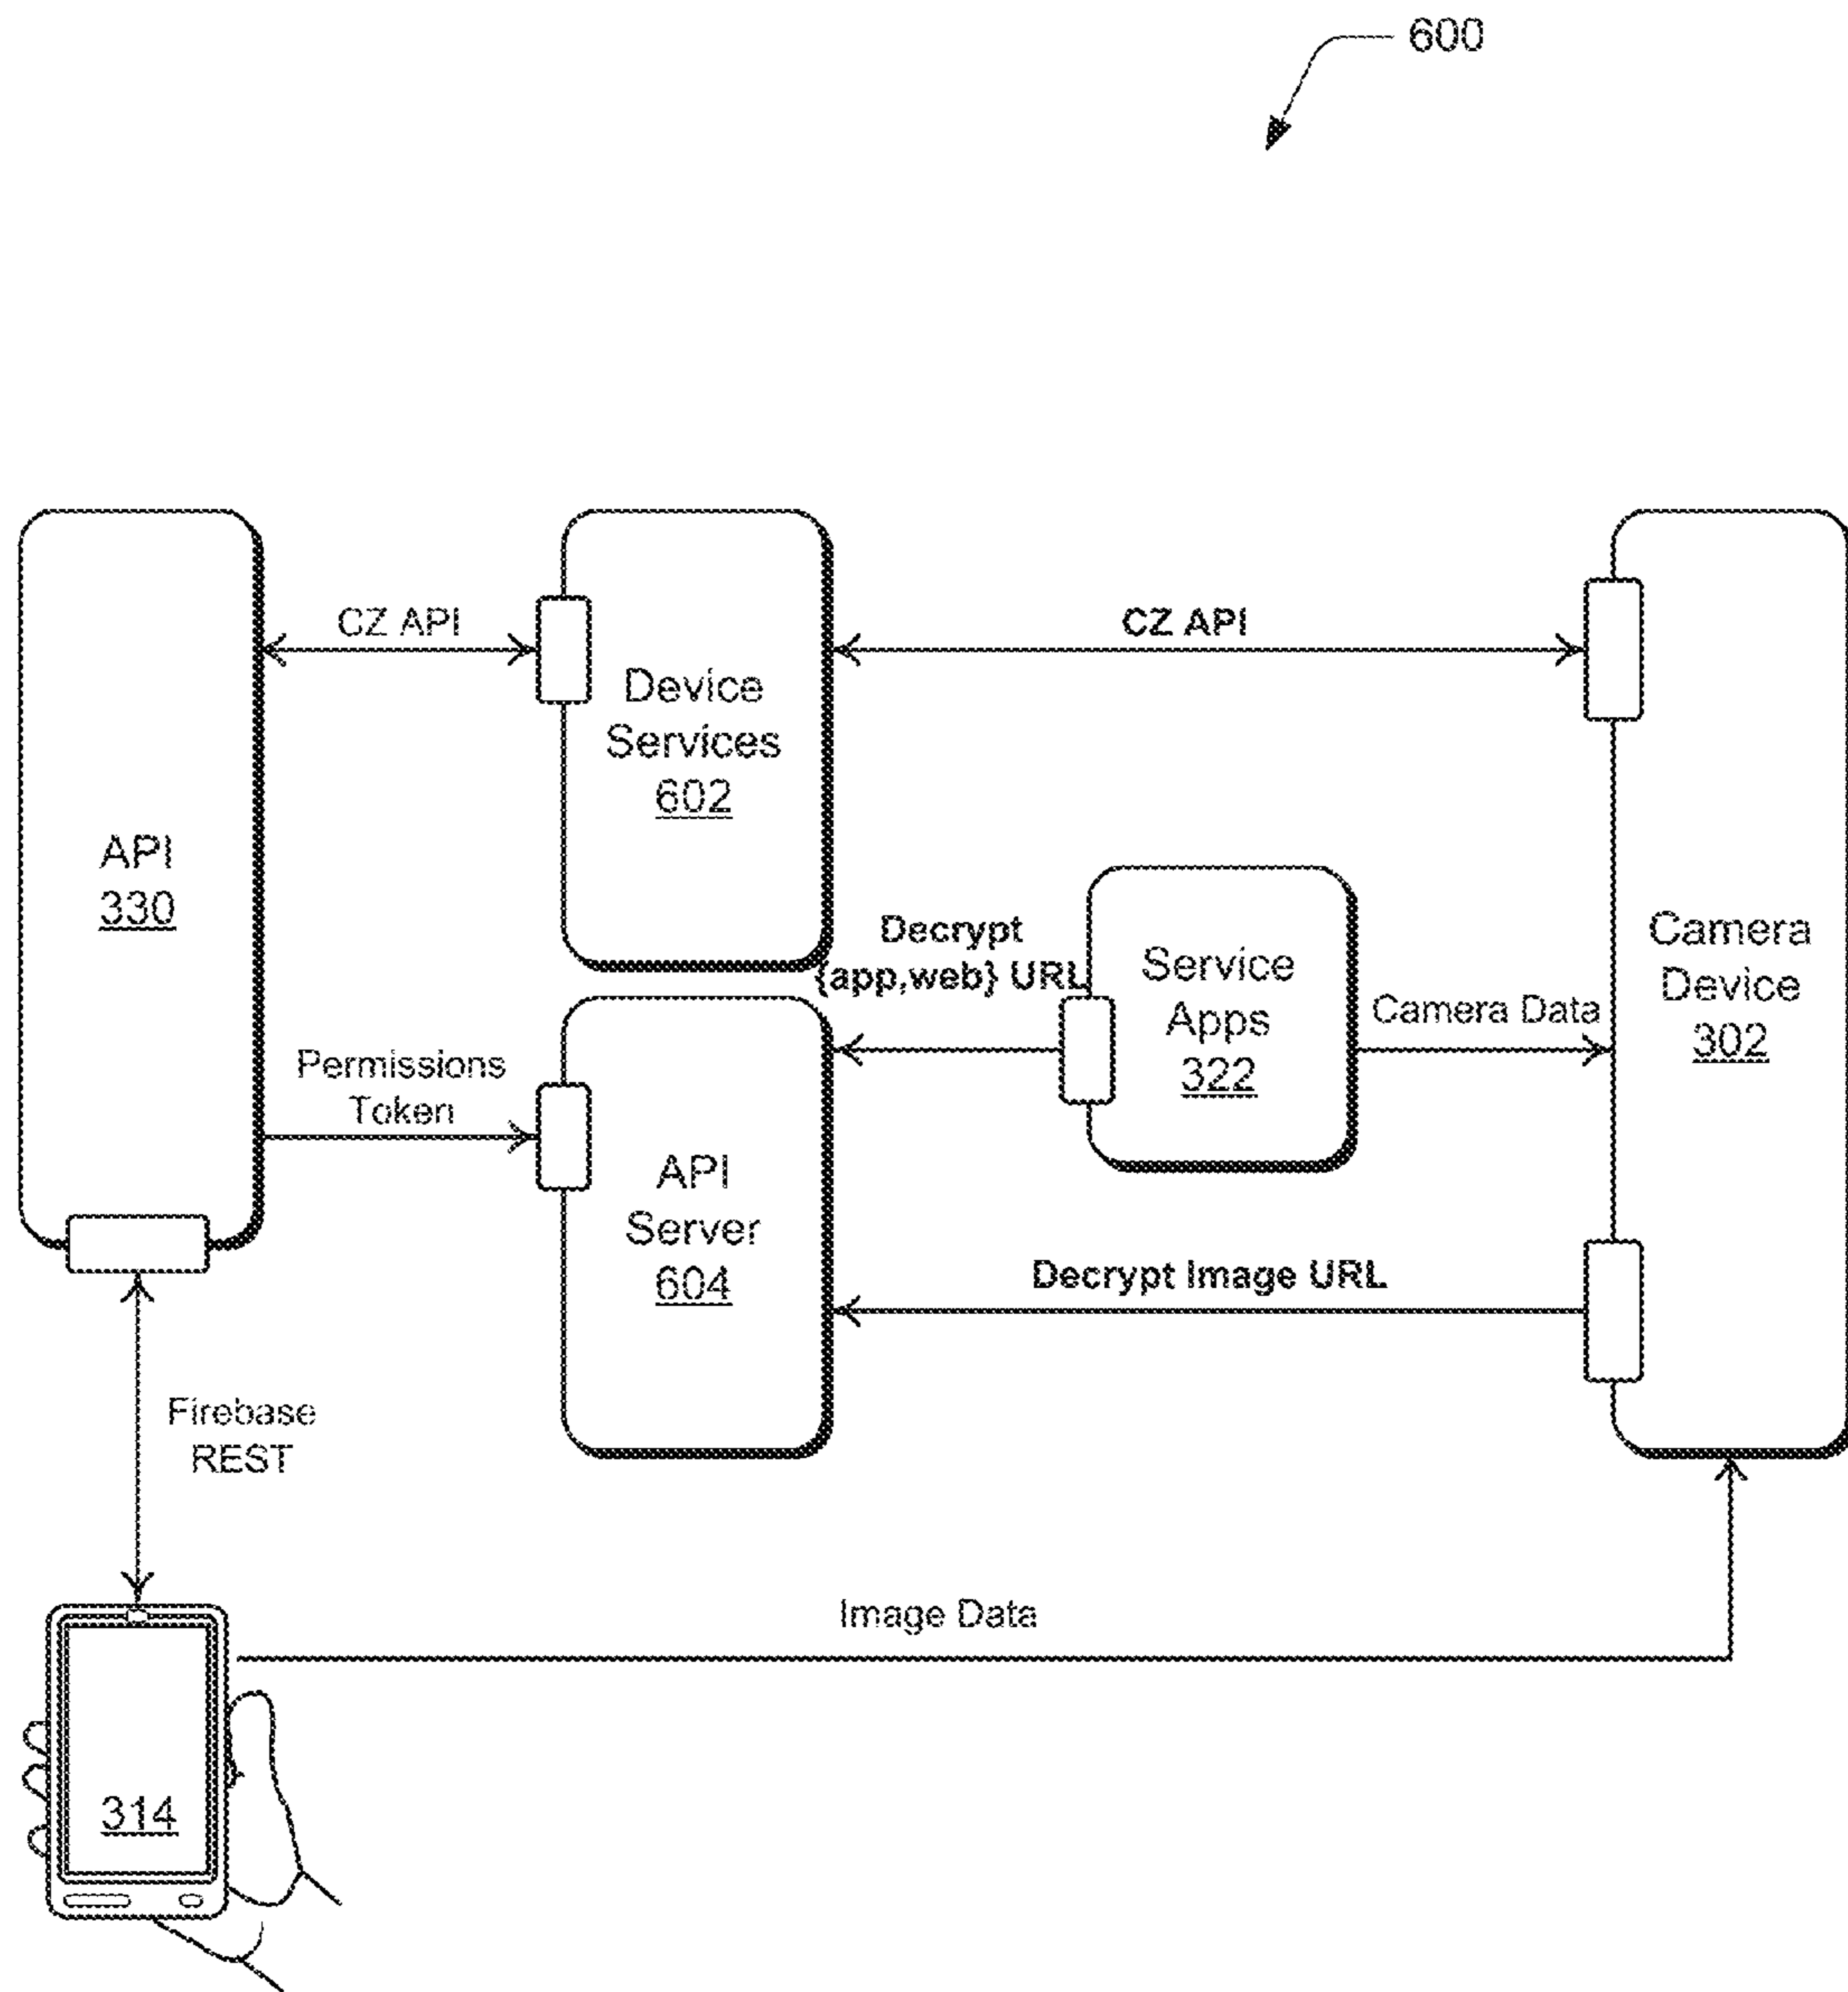 600
CZ API
CZ API
Device
Services
602
API
330
Decrypt
{app,web} URL
Service
Apps
322
Camera Data
Camera
Device
302
Permissions
Token
API
Server
604
Decrypt Image URL
Firebase
REST
Image Data
314